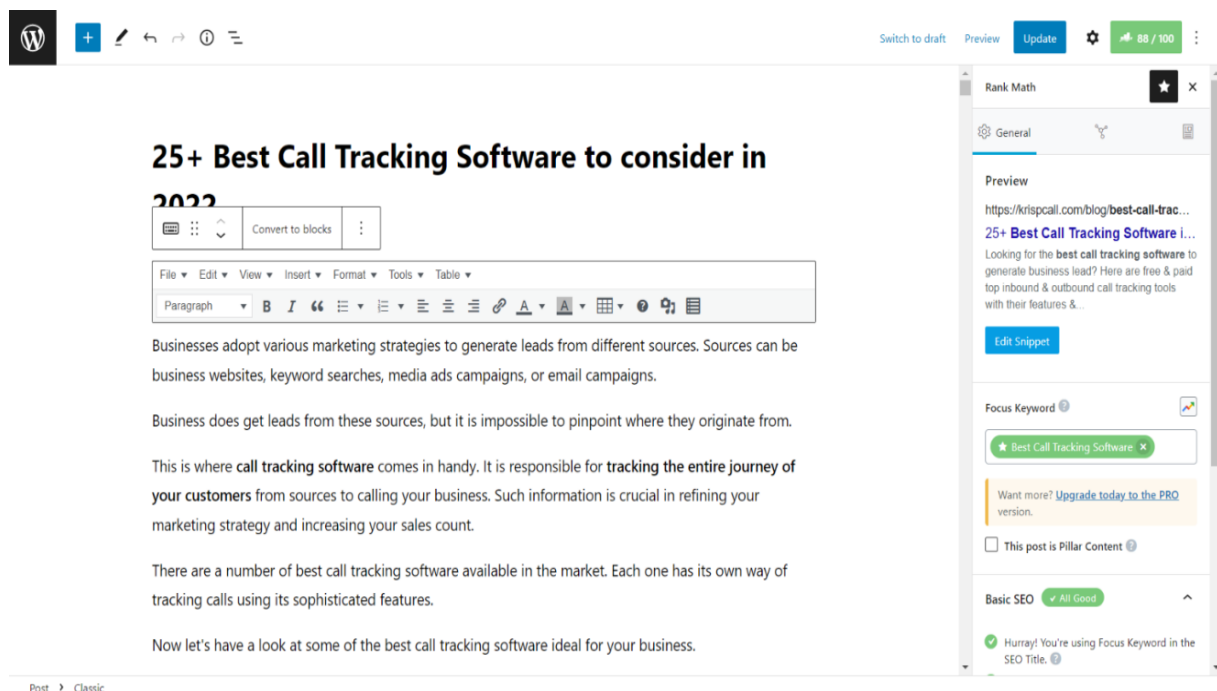 Switch to draft Preview Update 88 / 100
Rank Math
General
25+ Best Call Tracking Software to consider in
2022
Convert to blocks
File Edit View Insert Format Tools Table
Paragraph B I A A
Businesses adopt various marketing strategies to generate leads from different sources. Sources can be
business websites, keyword searches, media ads campaigns, or email campaigns.
Business does get leads from these sources, but it is impossible to pinpoint where they originate from.
This is where call tracking software comes in handy. It is responsible for tracking the entire journey of
your customers from sources to calling your business. Such information is crucial in refining your
marketing strategy and increasing your sales count.
There are a number of best call tracking software available in the market. Each one has its own way of
tracking calls using its sophisticated features.
Now let's have a look at some of the best call tracking software ideal for your business.
Preview
https://krispcall.com/blog/best-call-trac...
25+ Best Call Tracking Software i...
Looking for the best call tracking software to
generate business lead? Here are free & paid
top inbound & outbound call tracking tools
with their features &...
Edit Snippet
Focus Keyword
Best Call Tracking Software
Want more? Upgrade today to the PRO
version.
This post is Pillar Content
Basic SEO All Good
Hurray! You're using Focus Keyword in the
SEO Title.
Post > Classic